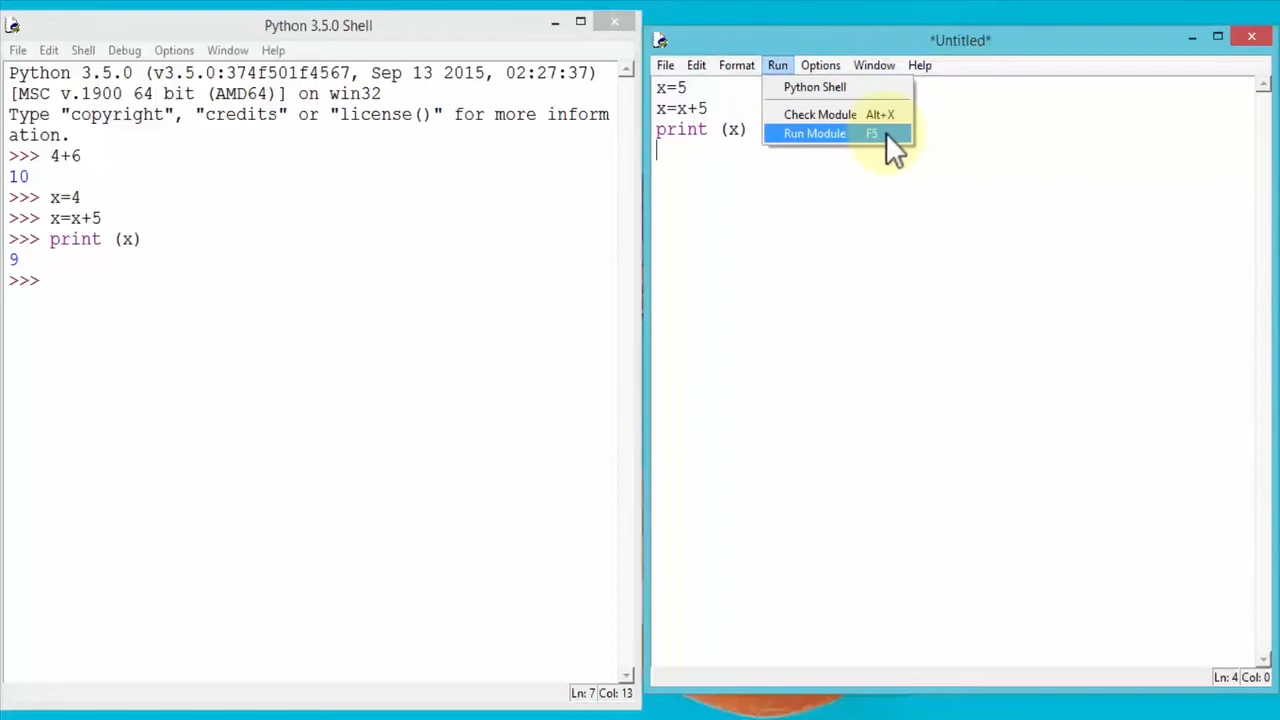 Python 3.5.0 Shell
File Edit Shell Debug Options Window Help
Python 3.5.0 (v3.5.0:374f501f4567, Sep 13 2015, 02:27:37)
[MSC v.1900 64 bit (AMD64)] on win32
Type "copyright", "credits" or "license()" for more inform
ation.
>>> 4+6
10
>>> x=4
>>> x=x+5
>>> print (x)
9
>>>
Ln: 7 Col: 13
*Untitled*
File Edit Format Run Options Window Help
x=5
x=x+5
print (x)
Python Shell
Check Module Alt+X
Run Module F5
Ln: 4 Col: 0